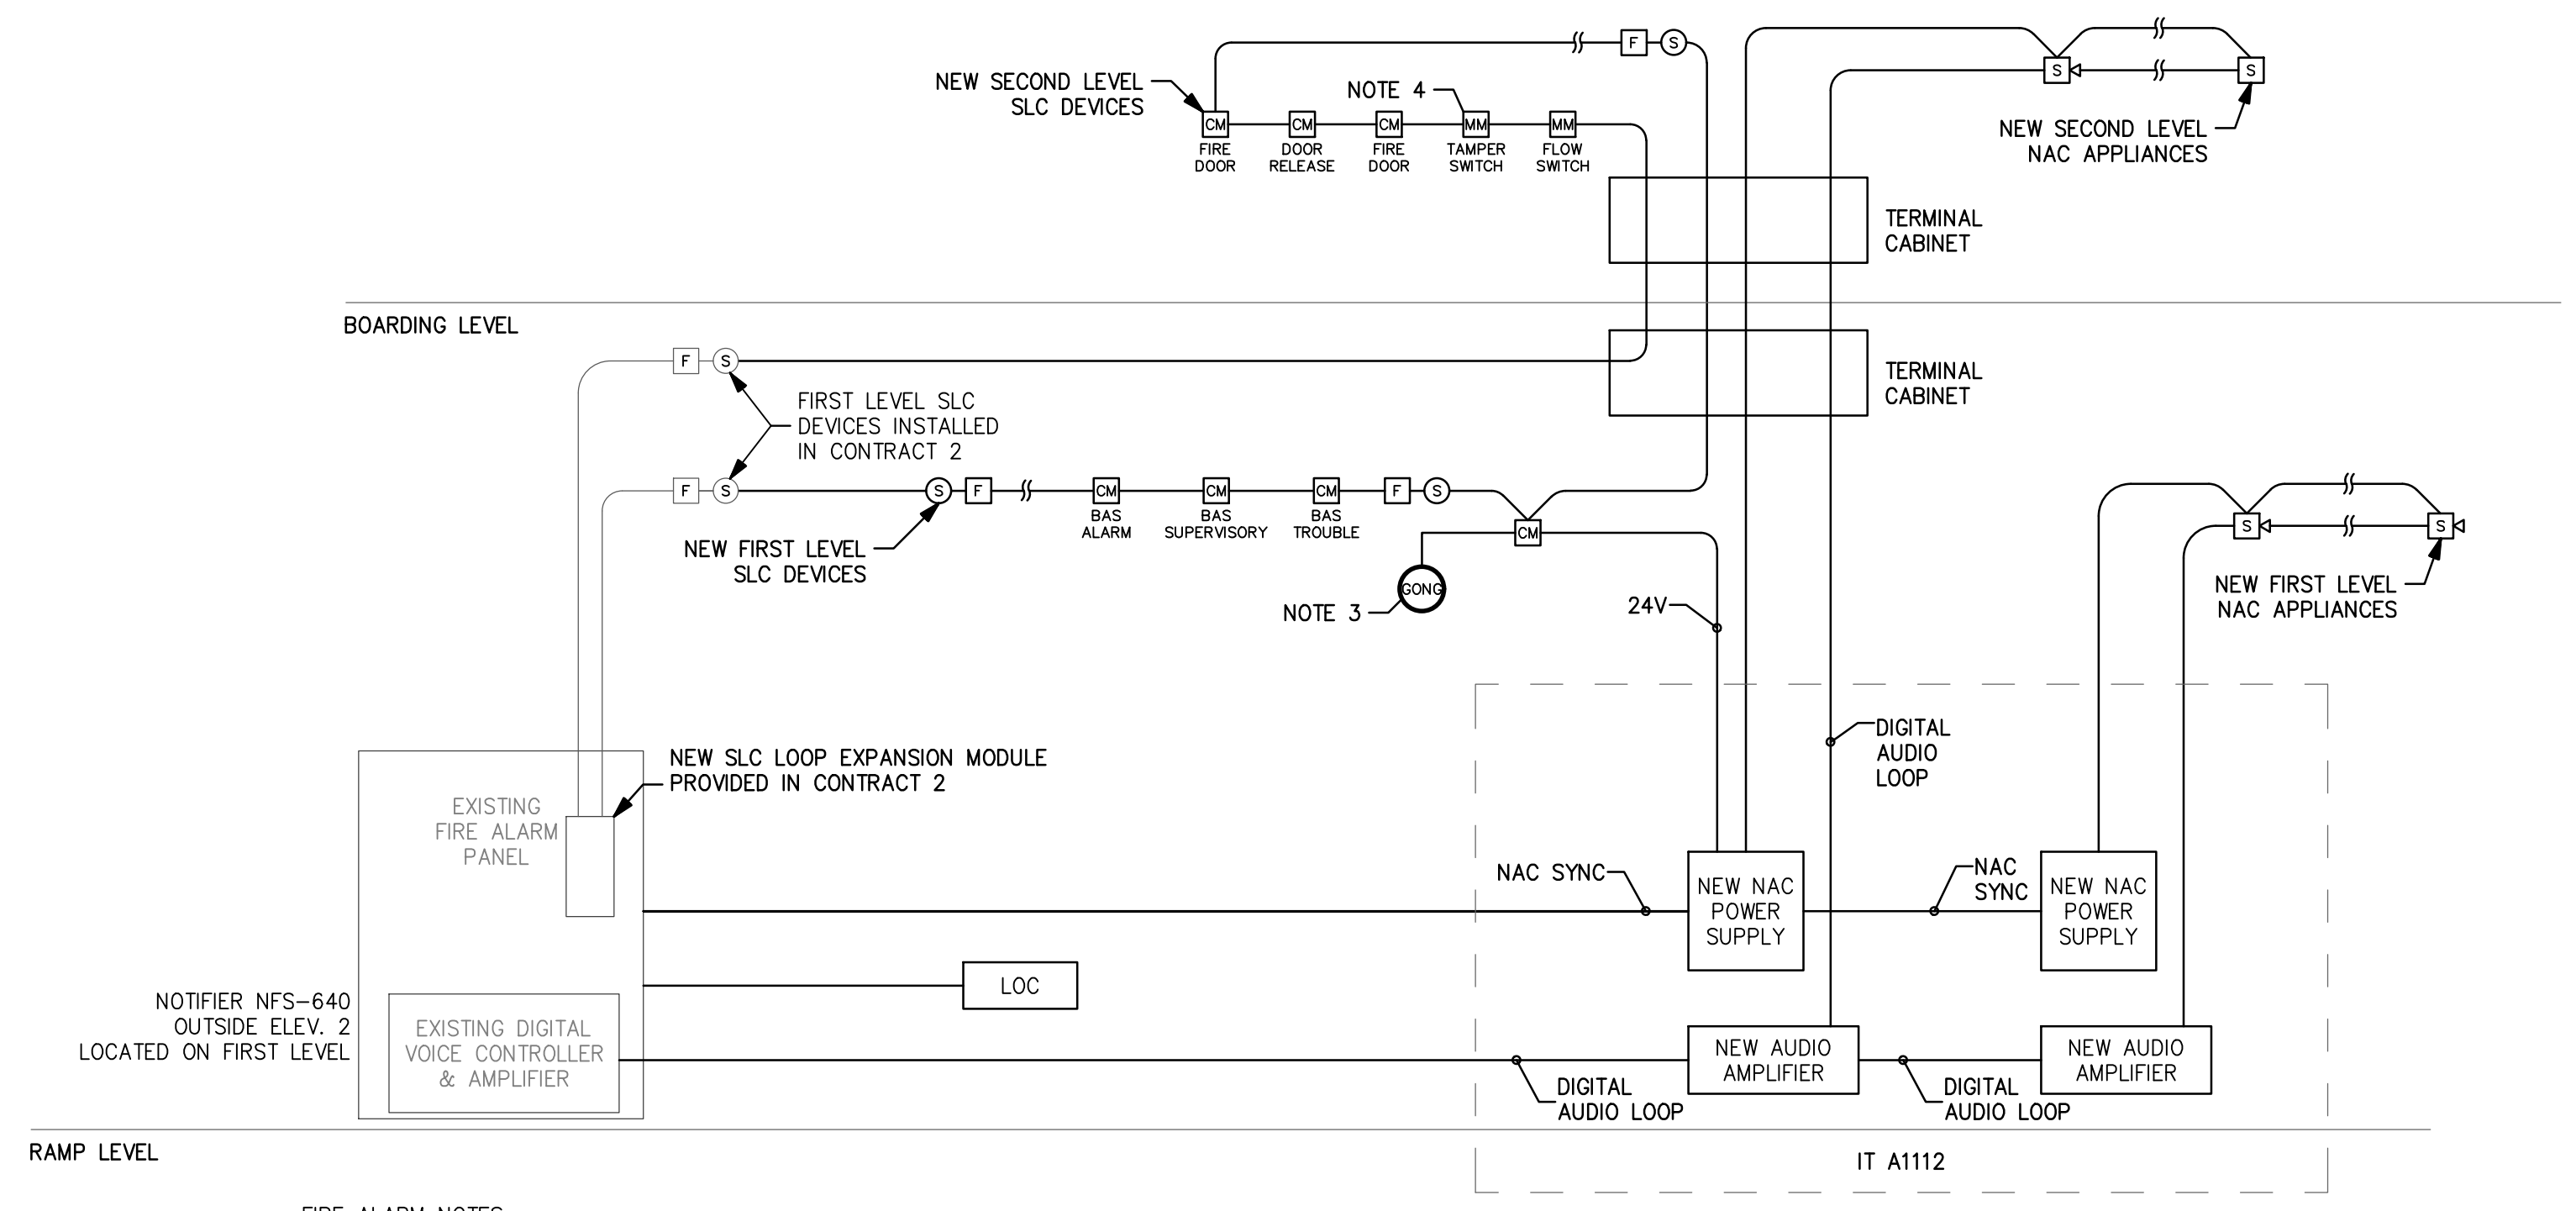 F
S
S
S
NEW SECOND LEVEL
SLC DEVICES
NOTE 4
CM
CM
CM
MM
MM
FIRE
DOOR
DOOR
RELEASE
FIRE
DOOR
TAMPER
SWITCH
FLOW
SWITCH
NEW SECOND LEVEL
NAC APPLIANCES
TERMINAL
CABINET
BOARDING LEVEL
TERMINAL
CABINET
F
S
FIRST LEVEL SLC
DEVICES INSTALLED
IN CONTRACT 2
F
S
S
F
CM
CM
CM
F
S
BAS
ALARM
BAS
SUPERVISORY
BAS
TROUBLE
CM
NEW FIRST LEVEL
SLC DEVICES
GONG
NOTE 3
24V
S
S
NEW FIRST LEVEL
NAC APPLIANCES
DIGITAL
AUDIO
LOOP
NEW SLC LOOP EXPANSION MODULE
PROVIDED IN CONTRACT 2
EXISTING
FIRE ALARM
PANEL
NAC SYNC
NEW NAC
POWER
SUPPLY
NAC
SYNC
NEW NAC
POWER
SUPPLY
LOC
NOTIFIER NFS-640
OUTSIDE ELEV. 2
LOCATED ON FIRST LEVEL
EXISTING DIGITAL
VOICE CONTROLLER
& AMPLIFIER
NEW AUDIO
AMPLIFIER
NEW AUDIO
AMPLIFIER
DIGITAL
AUDIO LOOP
DIGITAL
AUDIO LOOP
RAMP LEVEL
IT A1112
FIRE ALARM NOTES